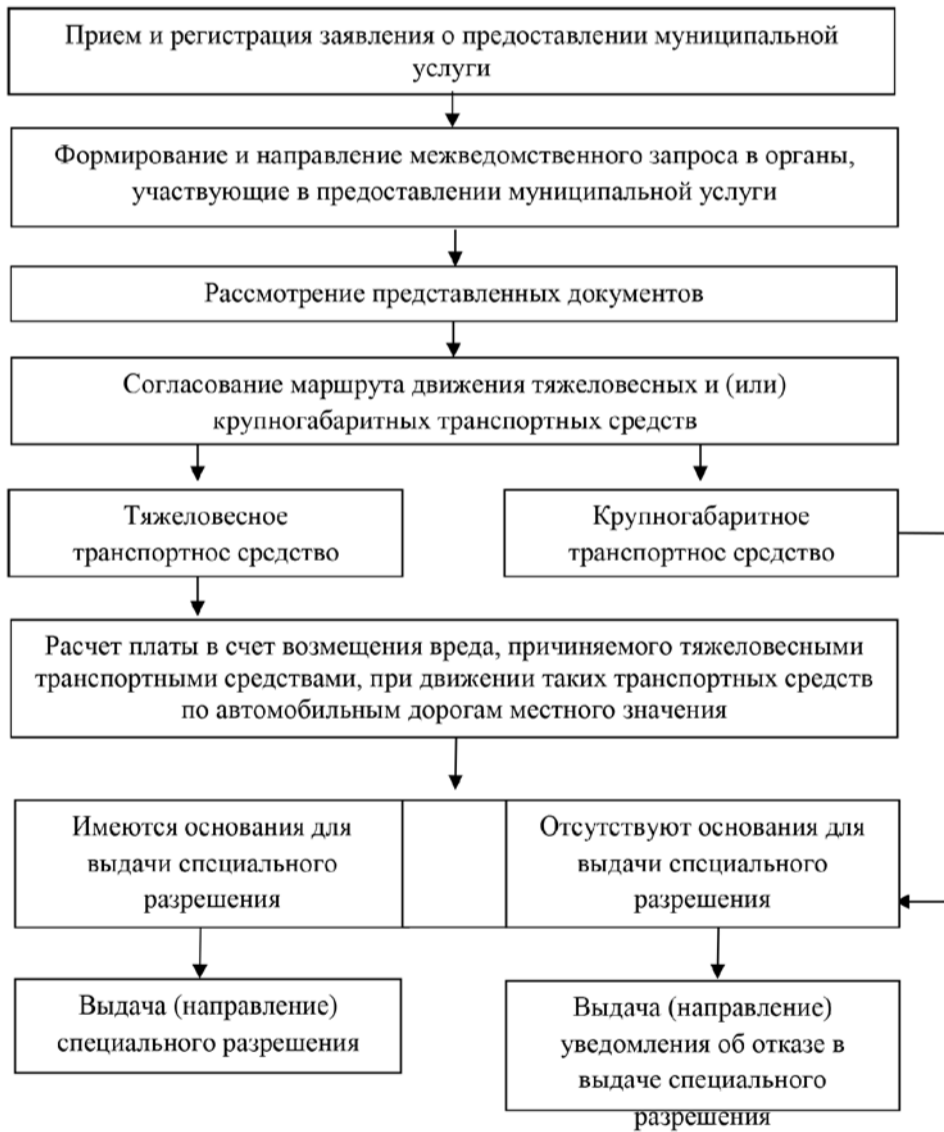 Прием и регистрация заявления о предоставлении муниципальной
услуги
Формирование и направление межведомственного запроса в органы,
участвующие в предоставлении муниципальной услуги
Рассмотрение представленных документов
Согласование маршрута движения тяжеловесных и (или)
крупногабаритных транспортных средств
Тяжеловесное
транспортное средство
Крупногабаритное
транспортное средство
Расчет платы в счет возмещения вреда, причиняемого тяжеловесными
транспортными средствами, при движении таких транспортных средств
по автомобильным дорогам местного значения
Имеются основания для
выдачи специального
разрешения
Отсутствуют основания для
выдачи специального
разрешения
Выдача (направление)
специального разрешения
Выдача (направление)
уведомления об отказе в
выдаче специального
разрешения